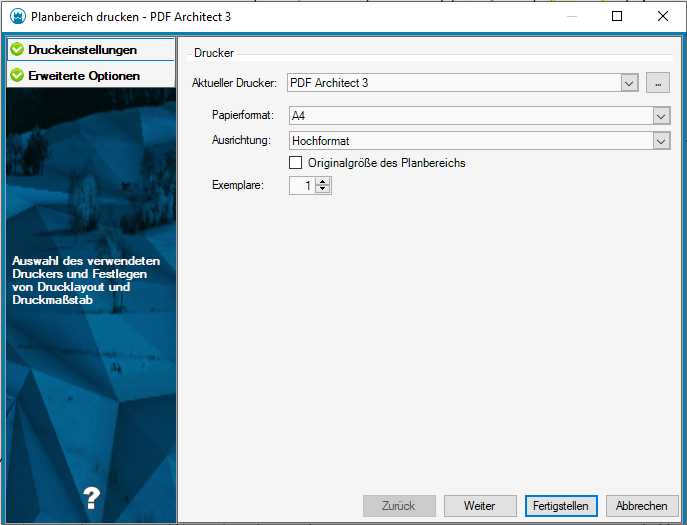 Planbereich drucken - PDF Architect 3
Druckeinstellungen
Erweiterte Optionen
Auswahl des verwendeten
Druckers und Festlegen
von Drucklayout und
Druckmaßstab
?
Drucker
Aktueller Drucker: PDF Architect 3 ...
Papierformat: A4
Ausrichtung: Hochformat
Originalgröße des Planbereichs
Exemplare: 1
Zurück Weiter Fertigstellen Abbrechen